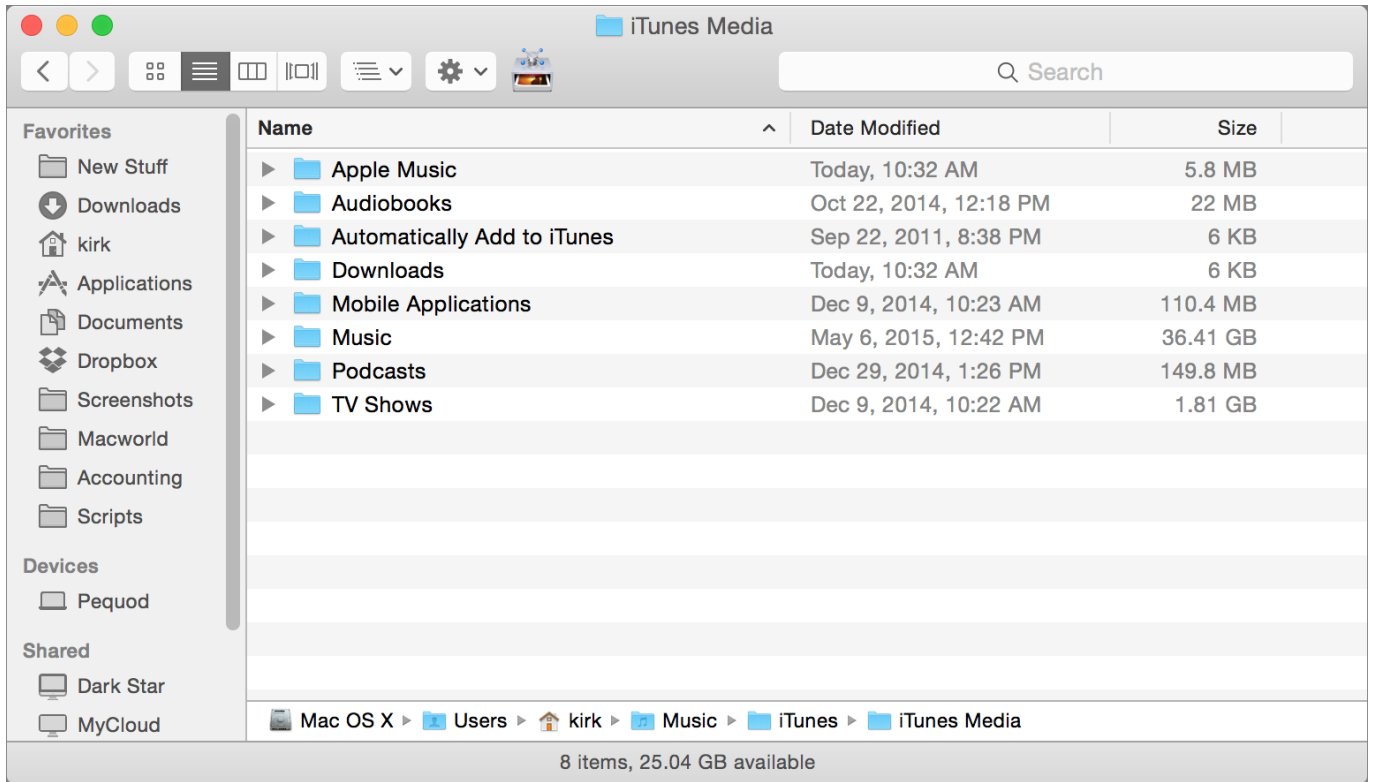 iTunes Media
Search
Favorites
New Stuff
Downloads
kirk
Applications
Documents
Dropbox
Screenshots
Macworld
Accounting
Scripts
Devices
Pequod
Shared
Dark Star
MyCloud
Name Date Modified Size
Apple Music Today, 10:32 AM 5.8 MB
Audiobooks Oct 22, 2014, 12:18 PM 22 MB
Automatically Add to iTunes Sep 22, 2011, 8:38 PM 6 KB
Downloads Today, 10:32 AM 6 KB
Mobile Applications Dec 9, 2014, 10:23 AM 110.4 MB
Music May 6, 2015, 12:42 PM 36.41 GB
Podcasts Dec 29, 2014, 1:26 PM 149.8 MB
TV Shows Dec 9, 2014, 10:22 AM 1.81 GB
Mac OS X Users kirk Music iTunes iTunes Media
8 items, 25.04 GB available